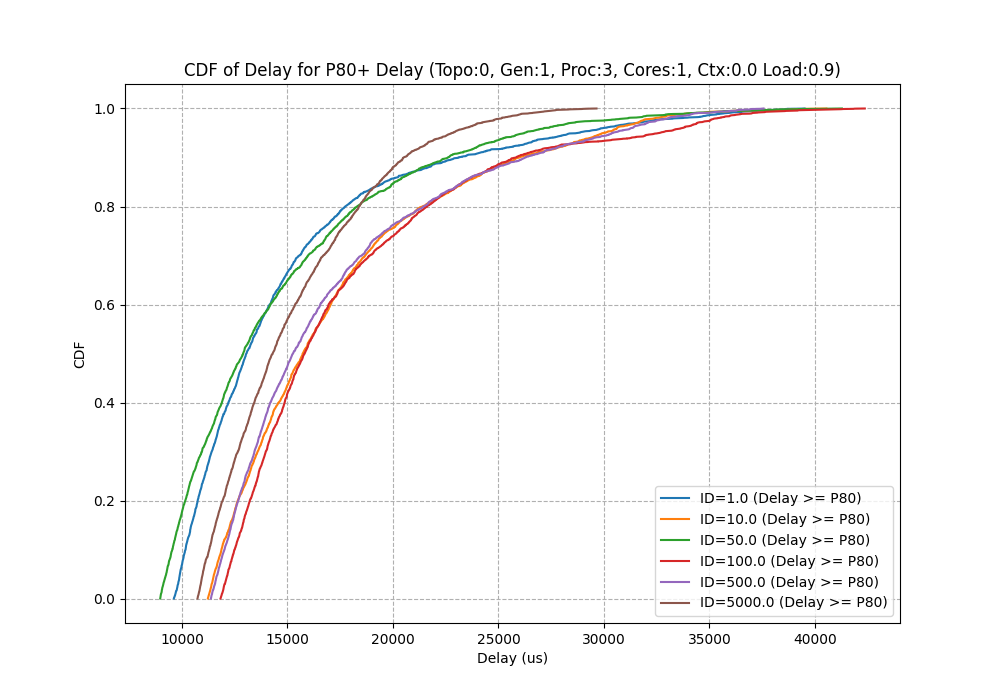 CDF of Delay for P80+ Delay (Topo:0, Gen:1, Proc:3, Cores:1, Ctx:0.0 Load:0.9)
CDF
1.0
0.8
0.6
0.4
0.2
0.0
ID=1.0 (Delay >= P80)
ID=10.0 (Delay >= P80)
ID=50.0 (Delay >= P80)
ID=100.0 (Delay >= P80)
ID=500.0 (Delay >= P80)
ID=5000.0 (Delay >= P80)
10000 15000 20000 25000 30000 35000 40000
Delay (us)